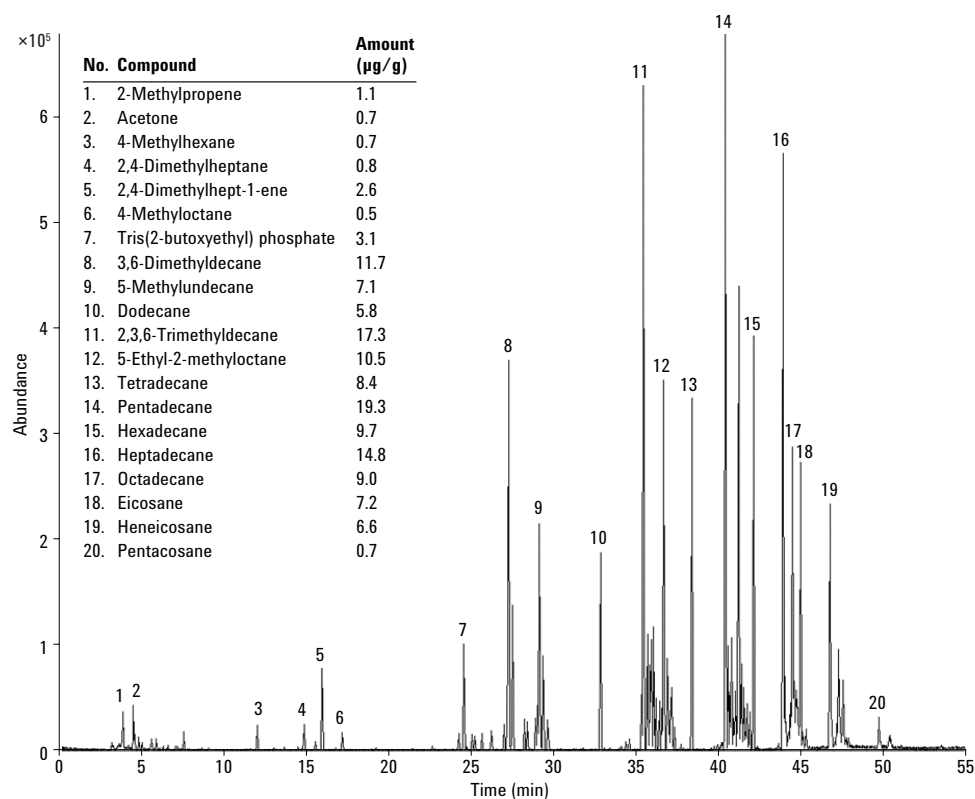 ×10⁵
Amount
No. Compound (µg/g)
1. 2-Methylpropene 1.1
2. Acetone 0.7
3. 4-Methylhexane 0.7
4. 2,4-Dimethylheptane 0.8
5. 2,4-Dimethylhept-1-ene 2.6
6. 4-Methyloctane 0.5
7. Tris(2-butoxyethyl) phosphate 3.1
8. 3,6-Dimethyldecane 11.7
9. 5-Methylundecane 7.1
10. Dodecane 5.8
11. 2,3,6-Trimethyldecane 17.3
12. 5-Ethyl-2-methyloctane 10.5
13. Tetradecane 8.4
14. Pentadecane 19.3
15. Hexadecane 9.7
16. Heptadecane 14.8
17. Octadecane 9.0
18. Eicosane 7.2
19. Heneicosane 6.6
20. Pentacosane 0.7
Abundance
6
5
4
3
2
1
0
1
2
3
4
5
6
7
8
9
10
11
12
13
14
15
16
17
18
19
20
0 5 10 15 20 25 30 35 40 45 50 55
Time (min)